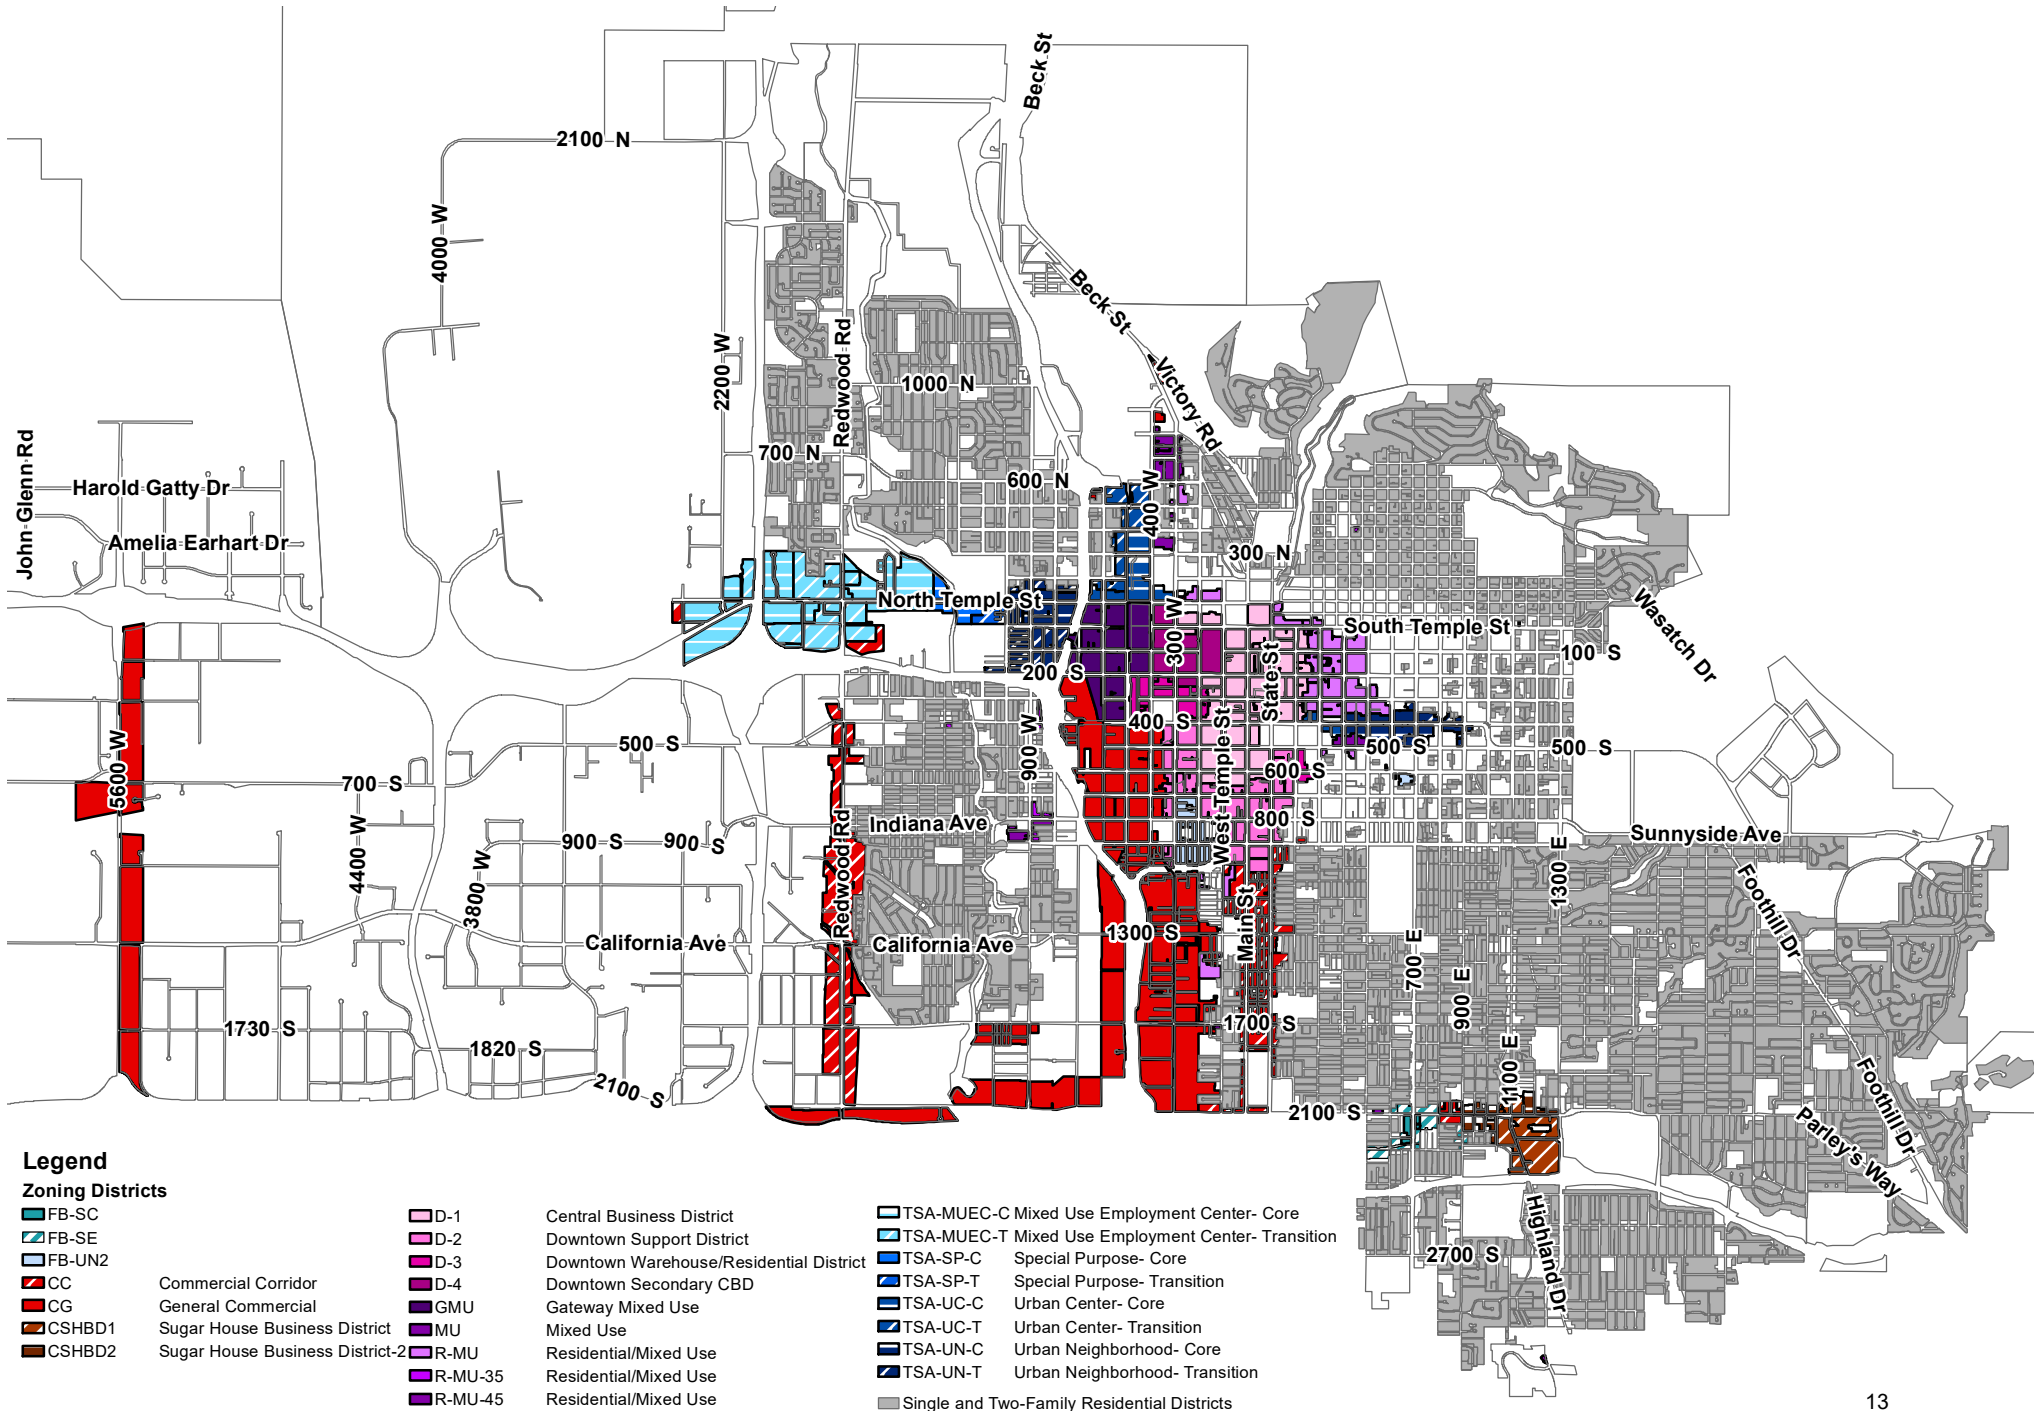 Beck St
2100 N
4000 W
Beck St
2200 W
Redwood Rd
1000 N
Victory Rd
700 N
600 N
400 W
John Glenn Rd
Harold Gatty Dr
Amelia Earhart Dr
300 N
North Temple St
300 W
South Temple St
Wasatch Dr
100 S
200 S
State St
400 S
West Temple St
5600 W
500 S
900 W
500 S
500 S
600 S
700 S
Redwood Rd
Indiana Ave
800 S
Sunnyside Ave
4400 W
3800 W
900 S
900 S
1300 E
Foothill Dr
California Ave
California Ave
1300 S
Main St
700 E
900 E
1730 S
1820 S
1700 S
1100 E
2100 S
2100 S
Foothill Dr
Parley's Way
Highland Dr
2700 S
Legend
Zoning Districts
FB-SC
FB-SE
FB-UN2
CC Commercial Corridor
CG General Commercial
CSHBD1 Sugar House Business District
CSHBD2 Sugar House Business District-2
D-1 Central Business District
D-2 Downtown Support District
D-3 Downtown Warehouse/Residential District
D-4 Downtown Secondary CBD
GMU Gateway Mixed Use
MU Mixed Use
R-MU Residential/Mixed Use
R-MU-35 Residential/Mixed Use
R-MU-45 Residential/Mixed Use
TSA-MUEC-C Mixed Use Employment Center- Core
TSA-MUEC-T Mixed Use Employment Center- Transition
TSA-SP-C Special Purpose- Core
TSA-SP-T Special Purpose- Transition
TSA-UC-C Urban Center- Core
TSA-UC-T Urban Center- Transition
TSA-UN-C Urban Neighborhood- Core
TSA-UN-T Urban Neighborhood- Transition
Single and Two-Family Residential Districts
13